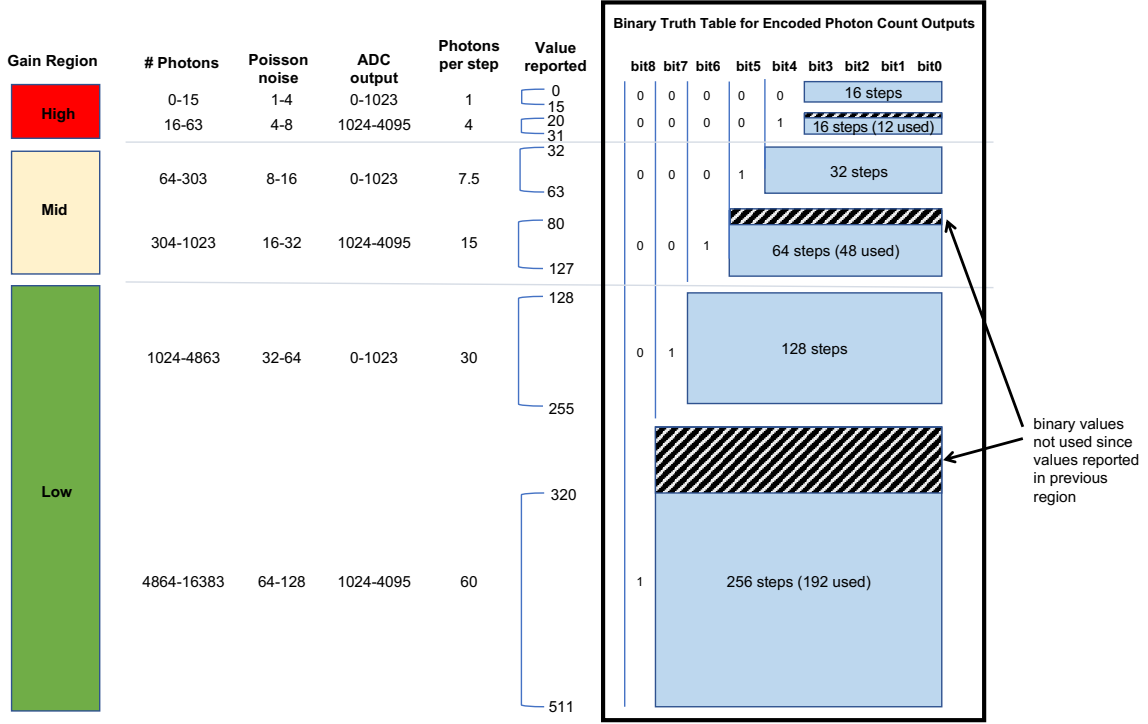 Binary Truth Table for Encoded Photon Count Outputs
Gain Region
# Photons
Poisson
noise
ADC
output
Photons
per step
Value
reported
bit8 bit7 bit6 bit5 bit4 bit3 bit2 bit1 bit0
High
0-15 1-4 0-1023 1
0
15
0 0 0 0 0 16 steps
16-63 4-8 1024-4095 4
20
31
0 0 0 0 1 16 steps (12 used)
Mid
64-303 8-16 0-1023 7.5
32
63
0 0 0 1 32 steps
304-1023 16-32 1024-4095 15
80
127
0 0 1 64 steps (48 used)
Low
1024-4863 32-64 0-1023 30
128
255
0 1 128 steps
4864-16383 64-128 1024-4095 60
320
511
1 256 steps (192 used)
binary values
not used since
values reported
in previous
region